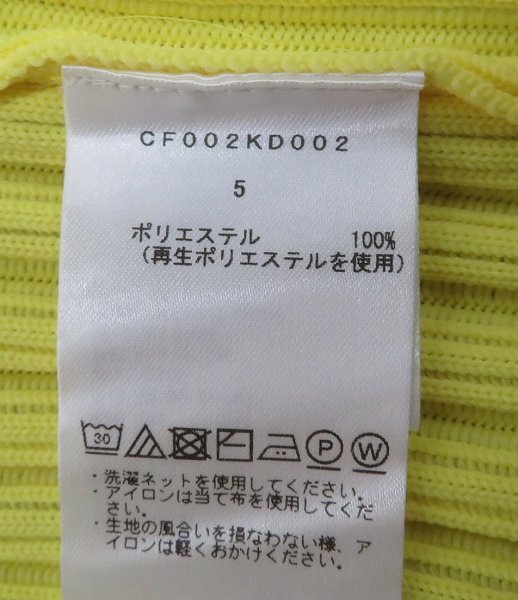 CF002KD002
5
ポリエステル 100%
(再生ポリエステルを使用)
30 P W
・洗濯ネットを使用してください。
・アイロンは当て布を使用してくだ
さい。
・生地の風合いを損なわない様、ア
イロンは軽くおかけください。